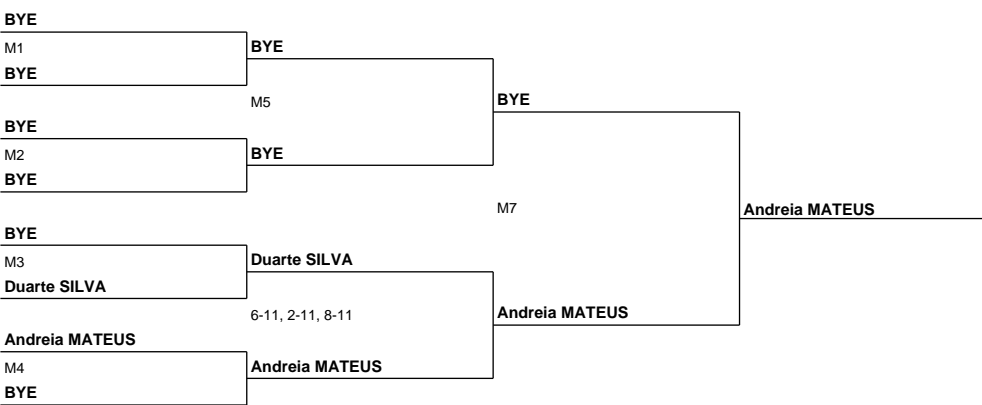 BYE
M1
BYE
BYE
M5
BYE
BYE
M2
BYE
BYE
M7
Andreia MATEUS
BYE
M3
Duarte SILVA
Duarte SILVA
6-11, 2-11, 8-11
Andreia MATEUS
Andreia MATEUS
M4
Andreia MATEUS
BYE